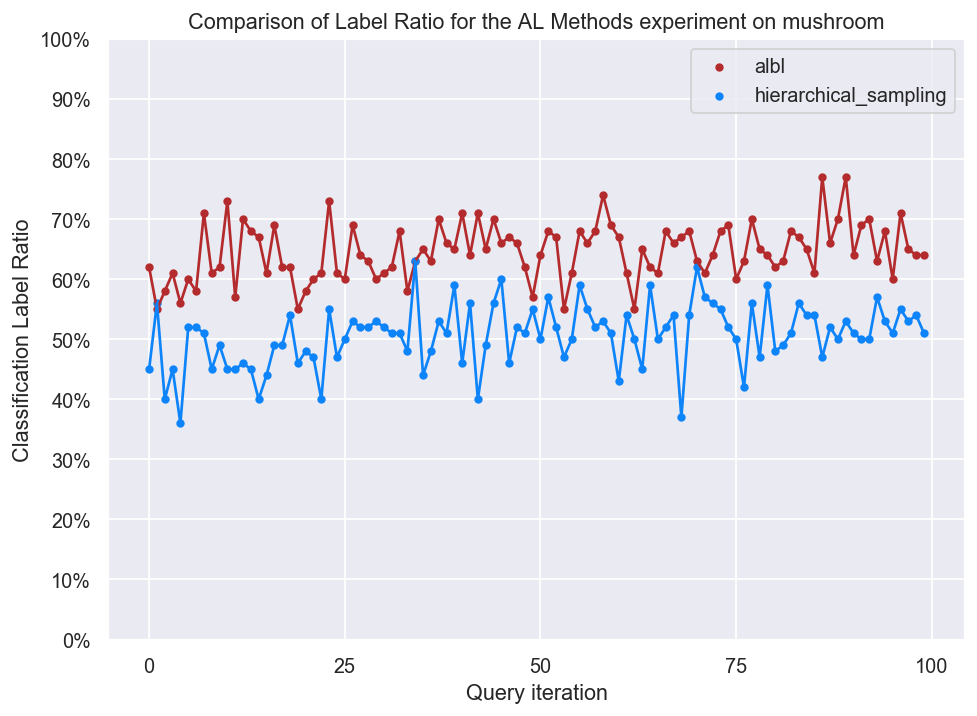 Comparison of Label Ratio for the AL Methods experiment on mushroom
100%
90%
80%
70%
60%
50%
40%
30%
20%
10%
0%
Classification Label Ratio
albl
hierarchical_sampling
0 25 50 75 100
Query iteration